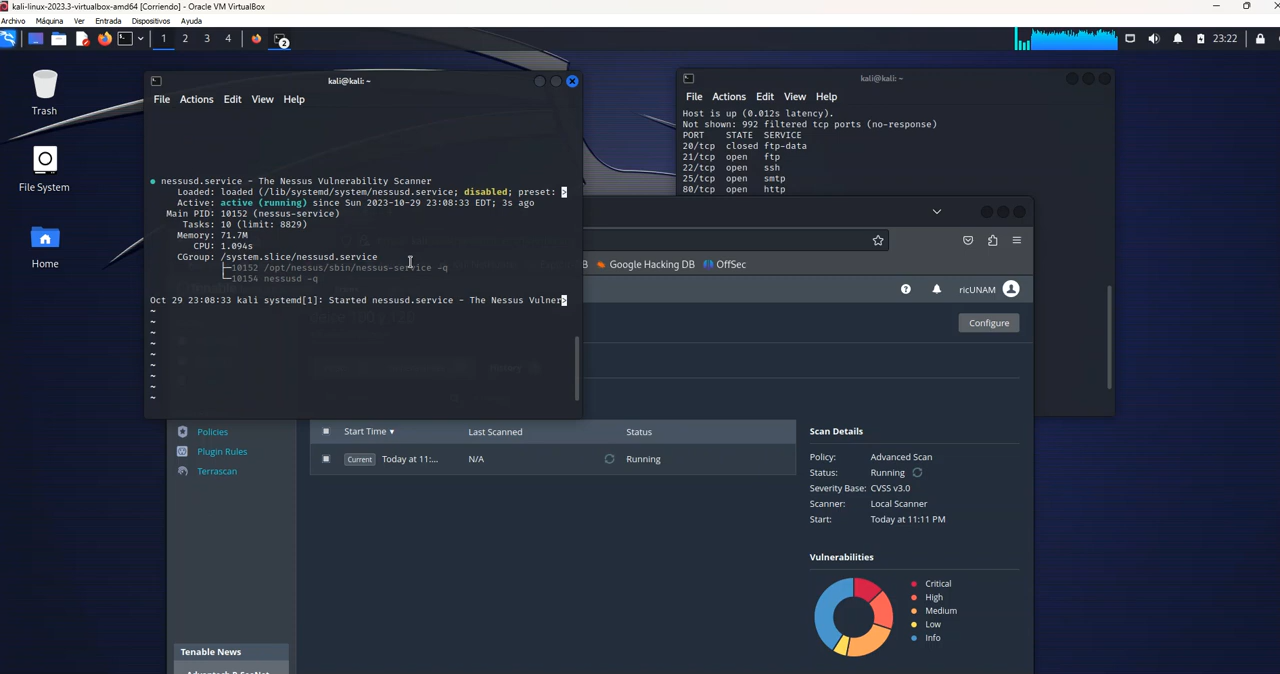 kali-linux-2023.3-virtualbox-amd64 [Corriendo] - Oracle VM VirtualBox
Archivo Máquina Ver Entrada Dispositivos Ayuda
1 2 3 4 2 23:22
Trash
File System
Home
kali@kali: ~
File Actions Edit View Help
● nessusd.service - The Nessus Vulnerability Scanner
Loaded: loaded (/lib/systemd/system/nessusd.service; disabled; preset: >
Active: active (running) since Sun 2023-10-29 23:08:33 EDT; 3s ago
Main PID: 10152 (nessus-service)
Tasks: 10 (limit: 8829)
Memory: 71.7M
CPU: 1.094s
CGroup: /system.slice/nessusd.service
├─10152 /opt/nessus/sbin/nessus-service -q
└─10154 nessusd -q
Oct 29 23:08:33 kali systemd[1]: Started nessusd.service - The Nessus Vulner>
~
~
~
~
~
~
~
~
~
kali@kali: ~
File Actions Edit View Help
Host is up (0.012s latency).
Not shown: 992 filtered tcp ports (no-response)
PORT STATE SERVICE
20/tcp closed ftp-data
21/tcp open ftp
22/tcp open ssh
25/tcp open smtp
80/tcp open http
B Google Hacking DB OffSec
ricUNAM
Configure
Policies
Plugin Rules
Terrascan
Start Time ▾ Last Scanned Status
Current Today at 11:... N/A Running
Scan Details
Policy: Advanced Scan
Status: Running
Severity Base: CVSS v3.0
Scanner: Local Scanner
Start: Today at 11:11 PM
Vulnerabilities
Critical
High
Medium
Low
Info
Tenable News